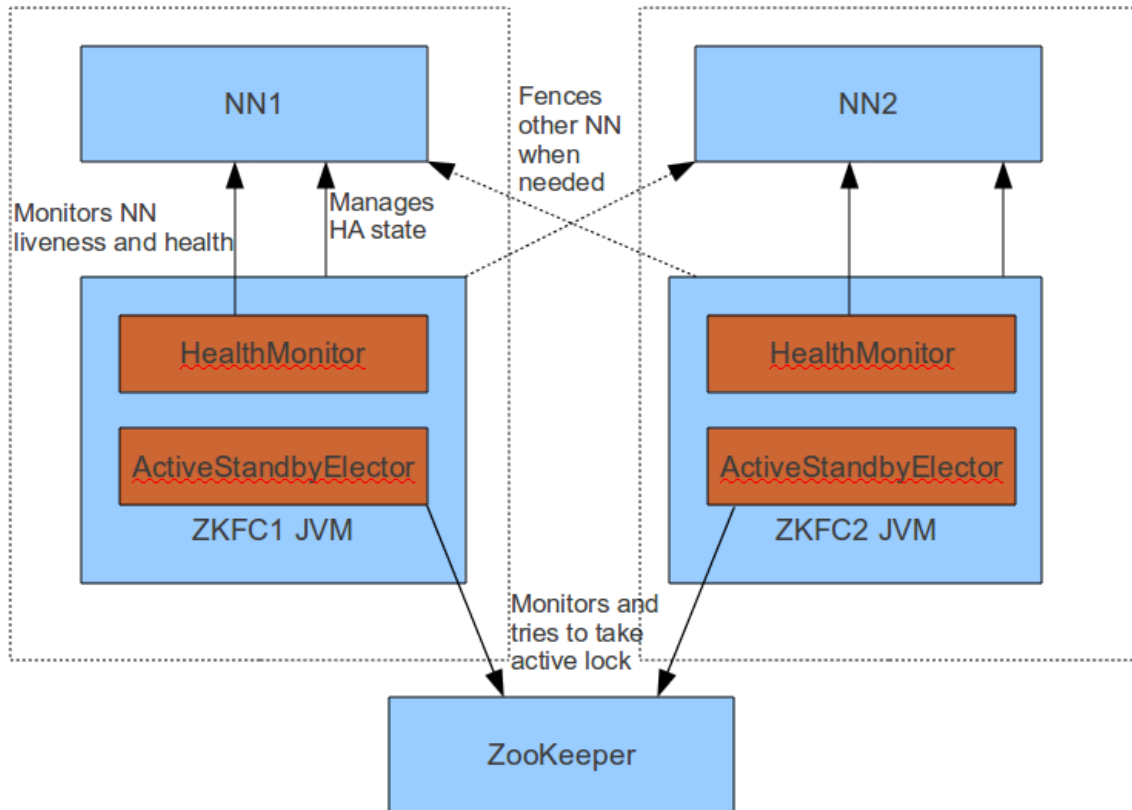 NN1
NN2
Fences
other NN
when
needed
Monitors NN
liveness and health
Manages
HA state
HealthMonitor
HealthMonitor
ActiveStandbyElector
ActiveStandbyElector
ZKFC1 JVM
ZKFC2 JVM
Monitors and
tries to take
active lock
ZooKeeper